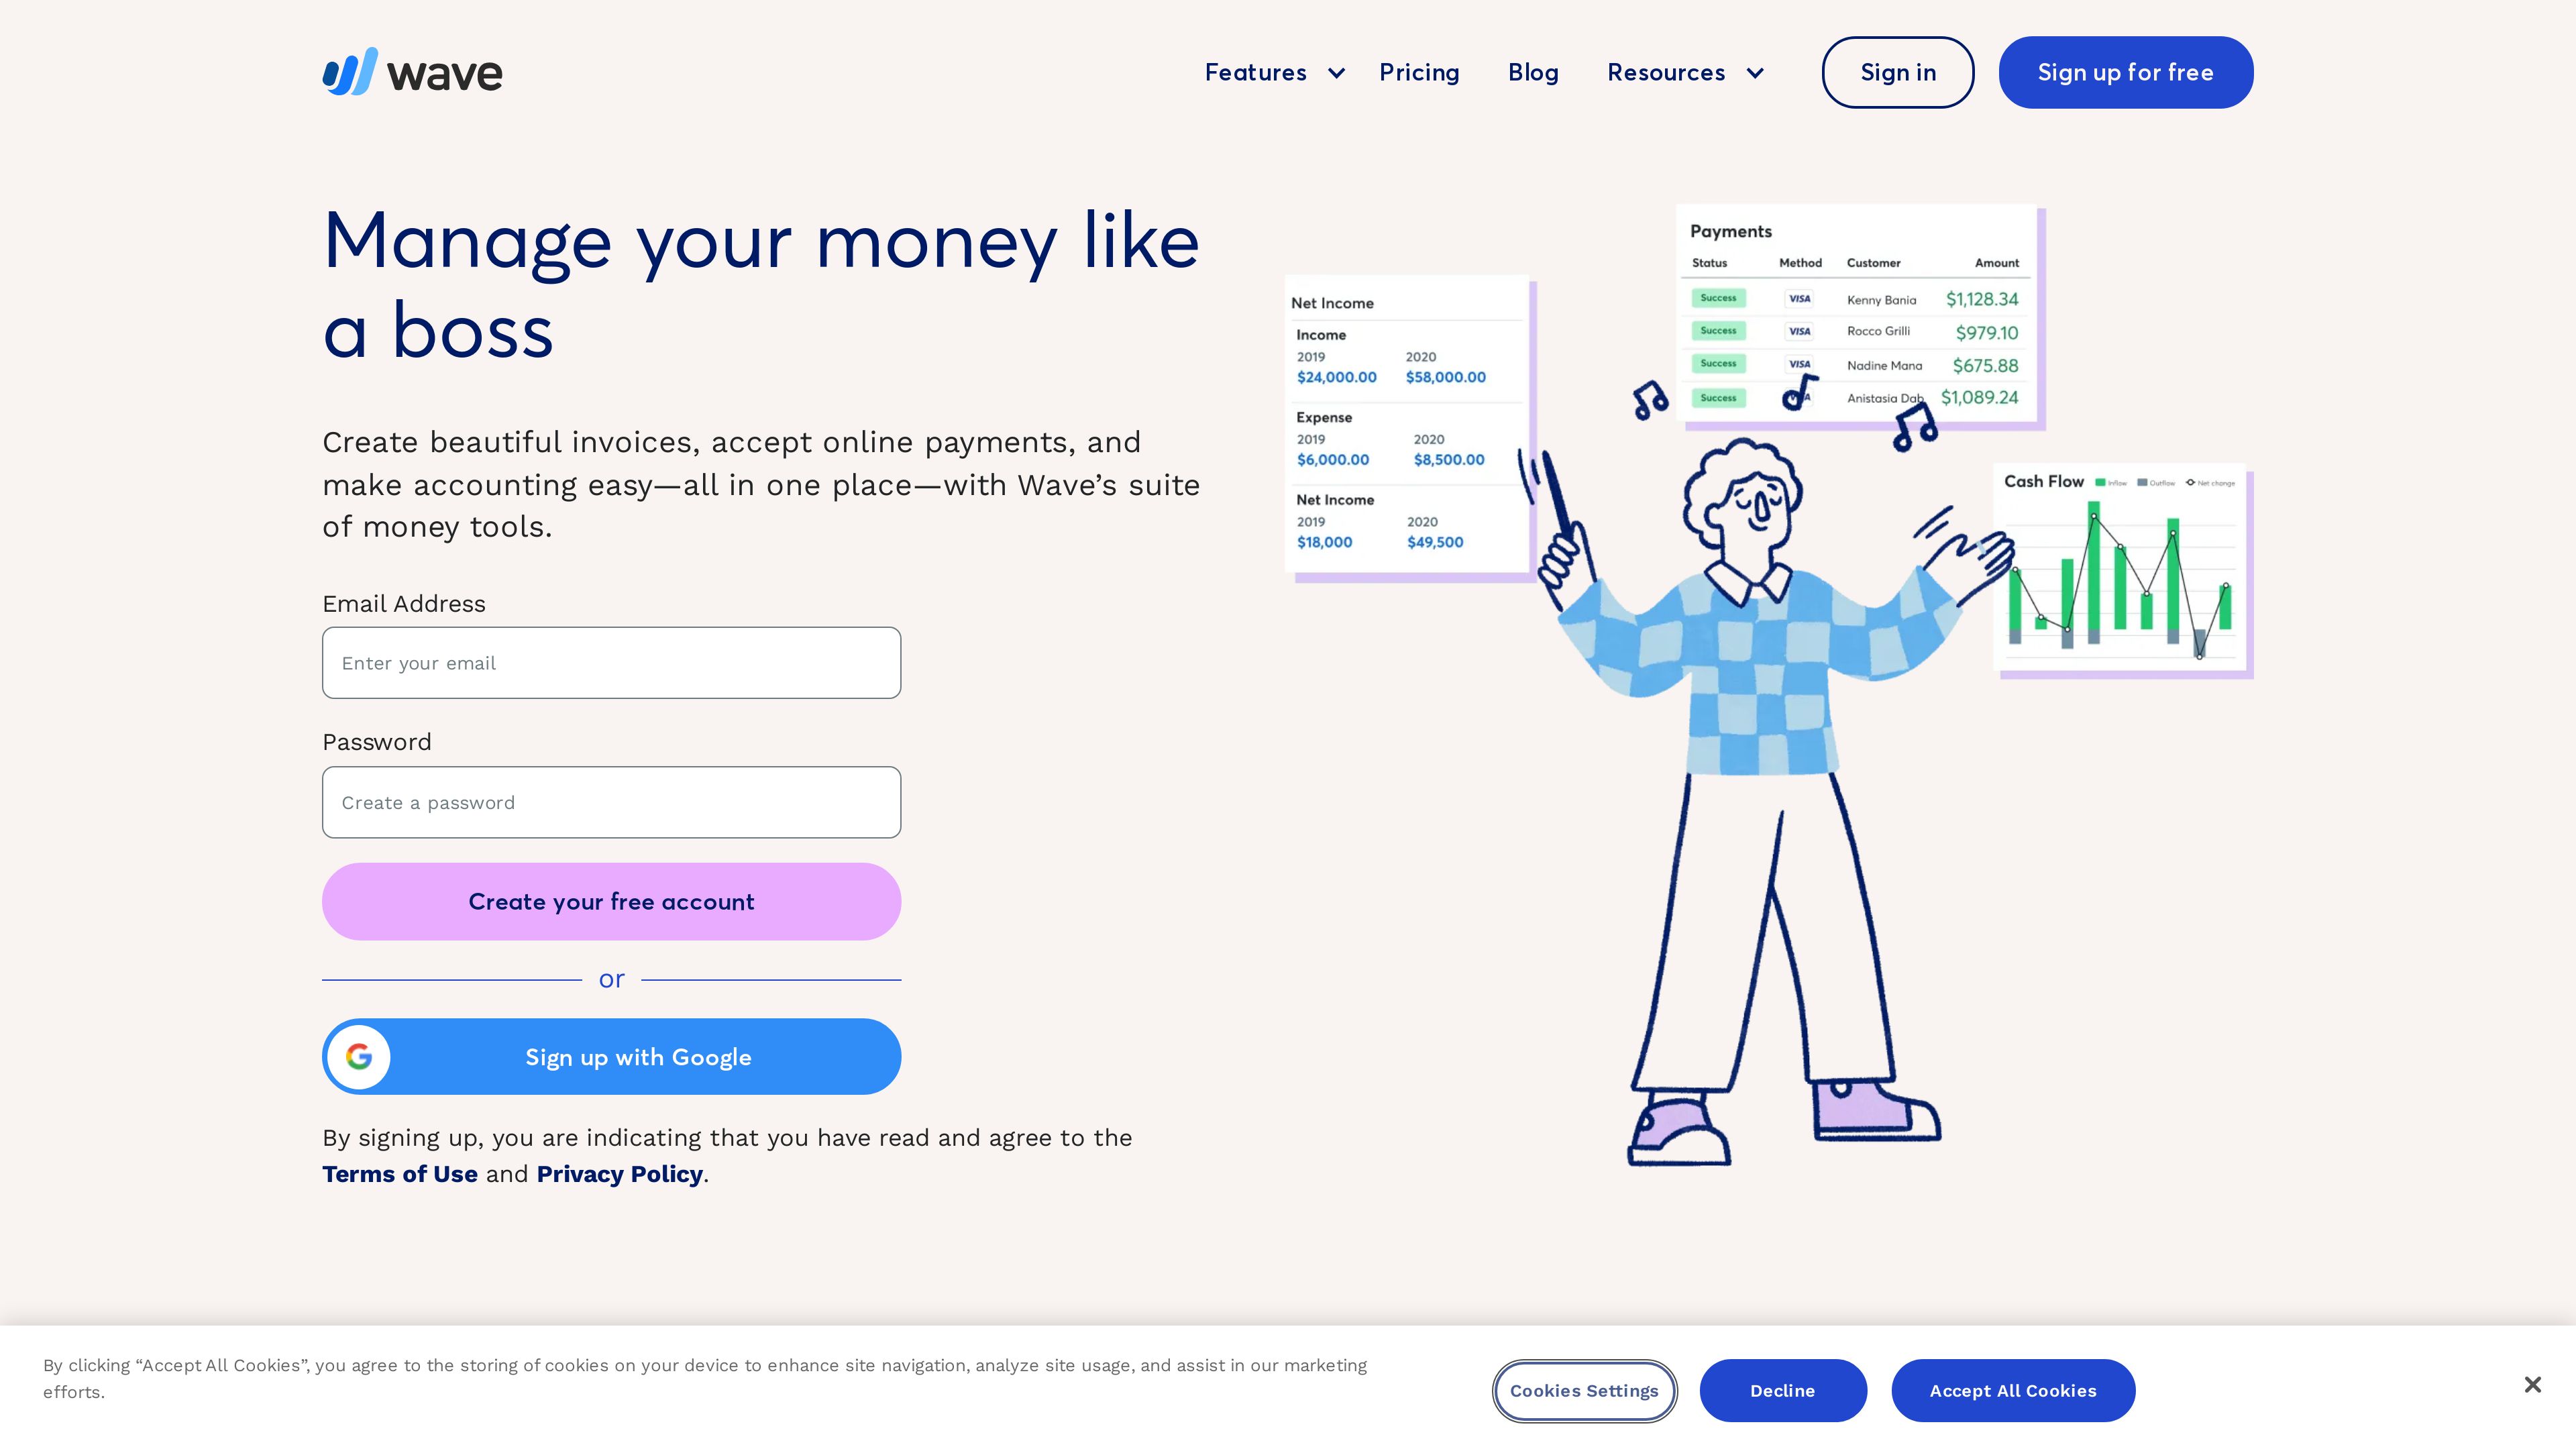 wave
Features
Pricing
Blog
Resources
Sign in
Sign up for free
Manage your money like
a boss
Create beautiful invoices, accept online payments, and
make accounting easy—all in one place—with Wave’s suite
of money tools.
Email Address
Enter your email
Password
Create a password
Create your free account
or
Sign up with Google
By signing up, you are indicating that you have read and agree to the
Terms of Use and Privacy Policy.
Net Income
Income
2019 2020
$24,000.00 $58,000.00
Expense
2019 2020
$6,000.00 $8,500.00
Net Income
2019 2020
$18,000 $49,500
Payments
Status Method Customer Amount
Success VISA Kenny Bania $1,128.34
Success VISA Rocco Grilli $979.10
Success VISA Nadine Mana $675.88
Success Anistasia Dab $1,089.24
Cash Flow Inflow Outflow Net change
By clicking “Accept All Cookies”, you agree to the storing of cookies on your device to enhance site navigation, analyze site usage, and assist in our marketing
efforts.
Cookies Settings
Decline
Accept All Cookies